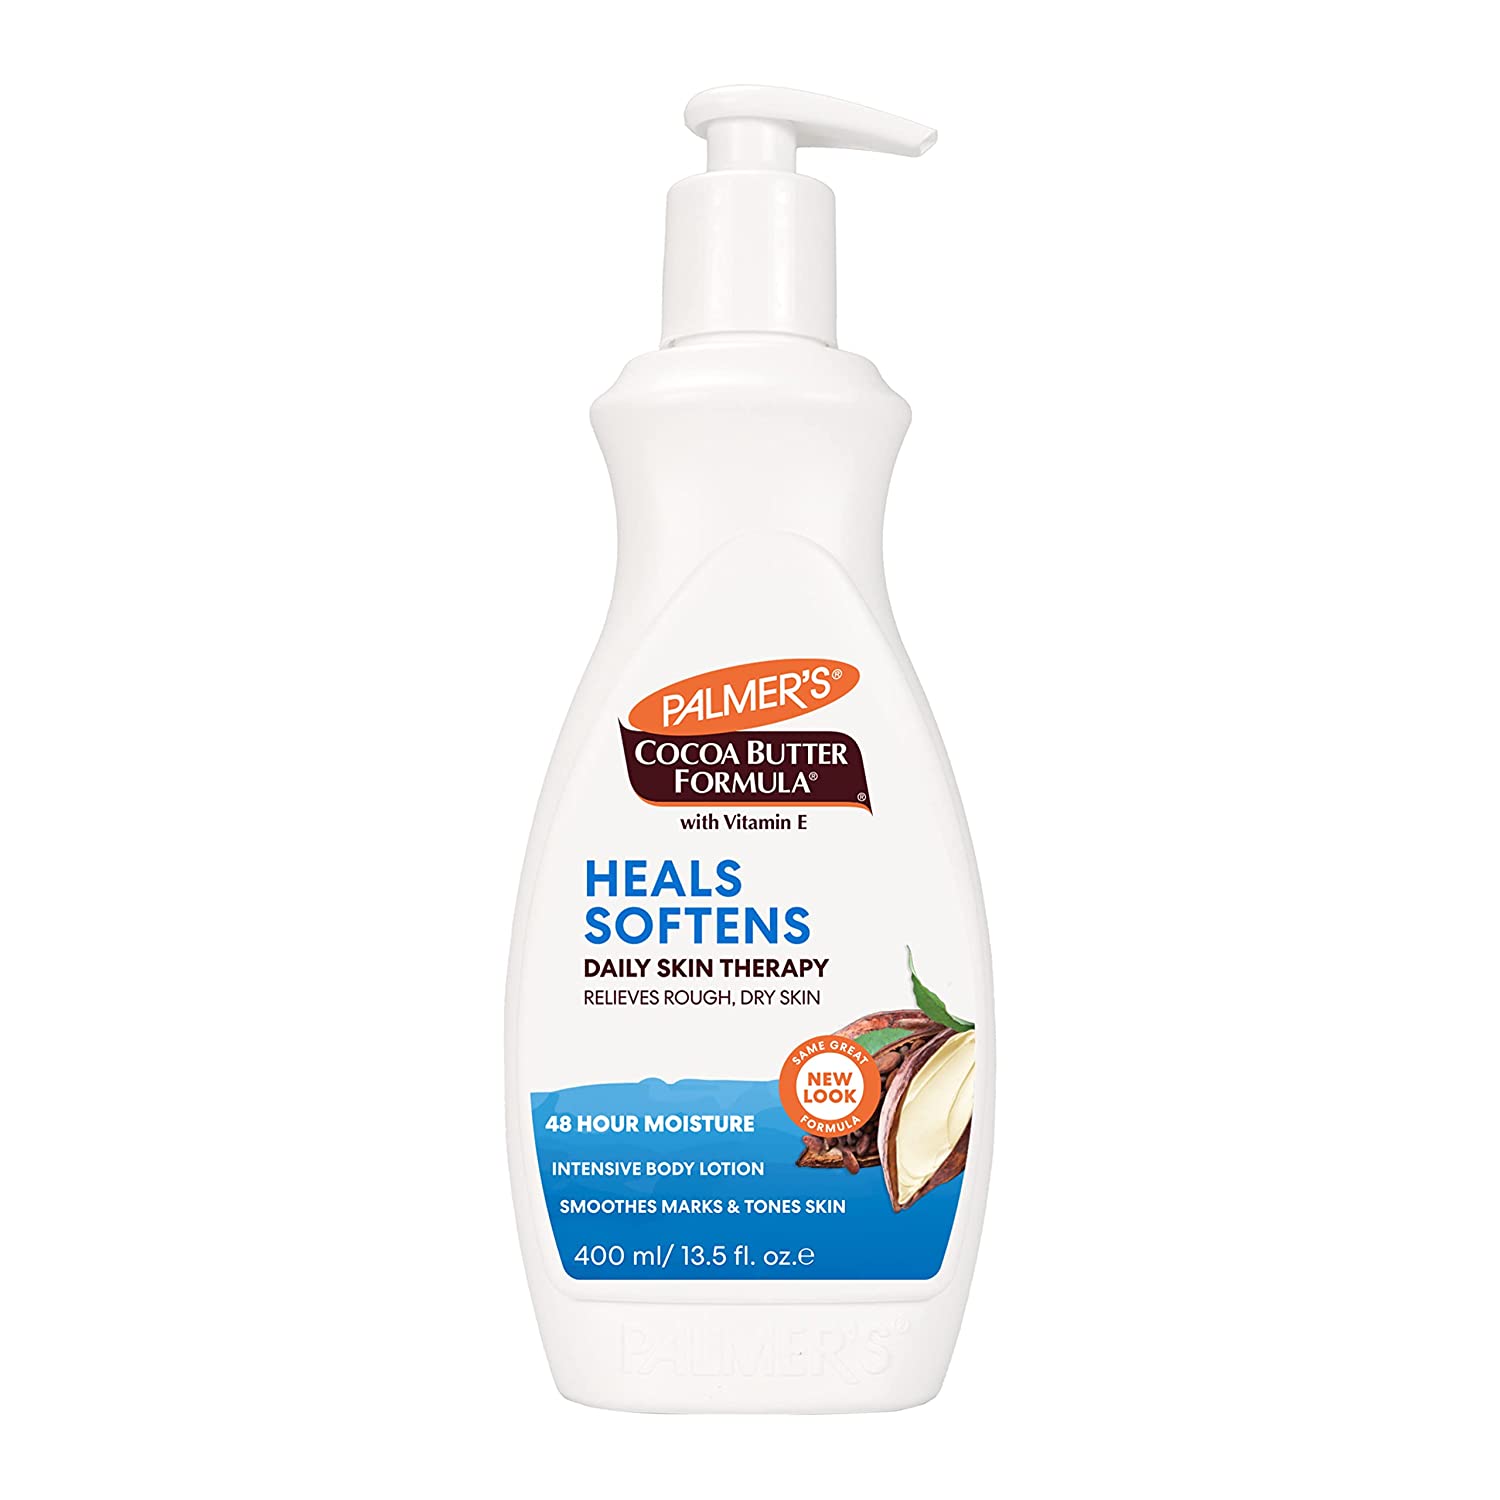 PALMER'S®
COCOA BUTTER
FORMULA®
®
with Vitamin E
HEALS
SOFTENS
DAILY SKIN THERAPY
RELIEVES ROUGH, DRY SKIN
SAME GREAT
NEW
LOOK
FORMULA
48 HOUR MOISTURE
INTENSIVE BODY LOTION
SMOOTHES MARKS & TONES SKIN
400 ml/ 13.5 fl. oz.℮
PALMER'S®